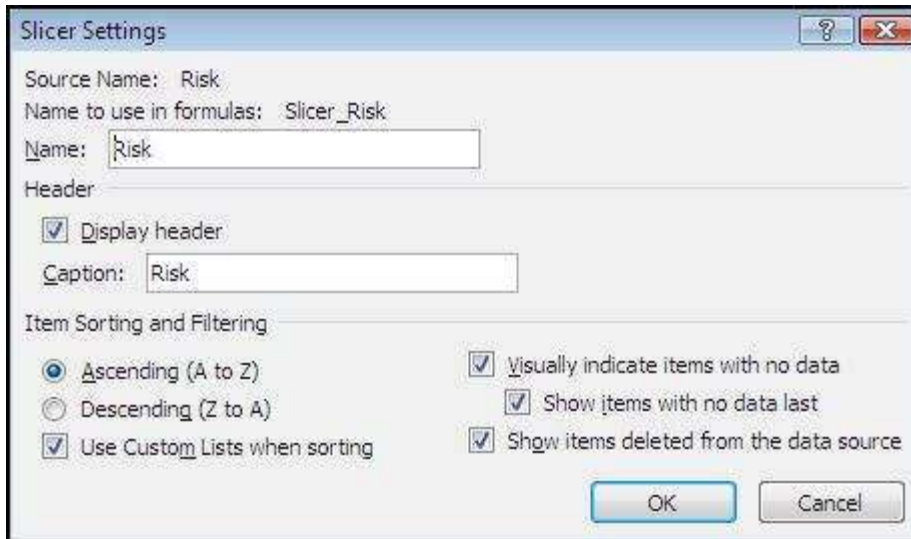 Slicer Settings
Source Name: Risk
Name to use in formulas: Slicer_Risk
Name: Risk
Header
Display header
Caption: Risk
Item Sorting and Filtering
Ascending (A to Z)
Descending (Z to A)
Use Custom Lists when sorting
Visually indicate items with no data
Show items with no data last
Show items deleted from the data source
OK Cancel